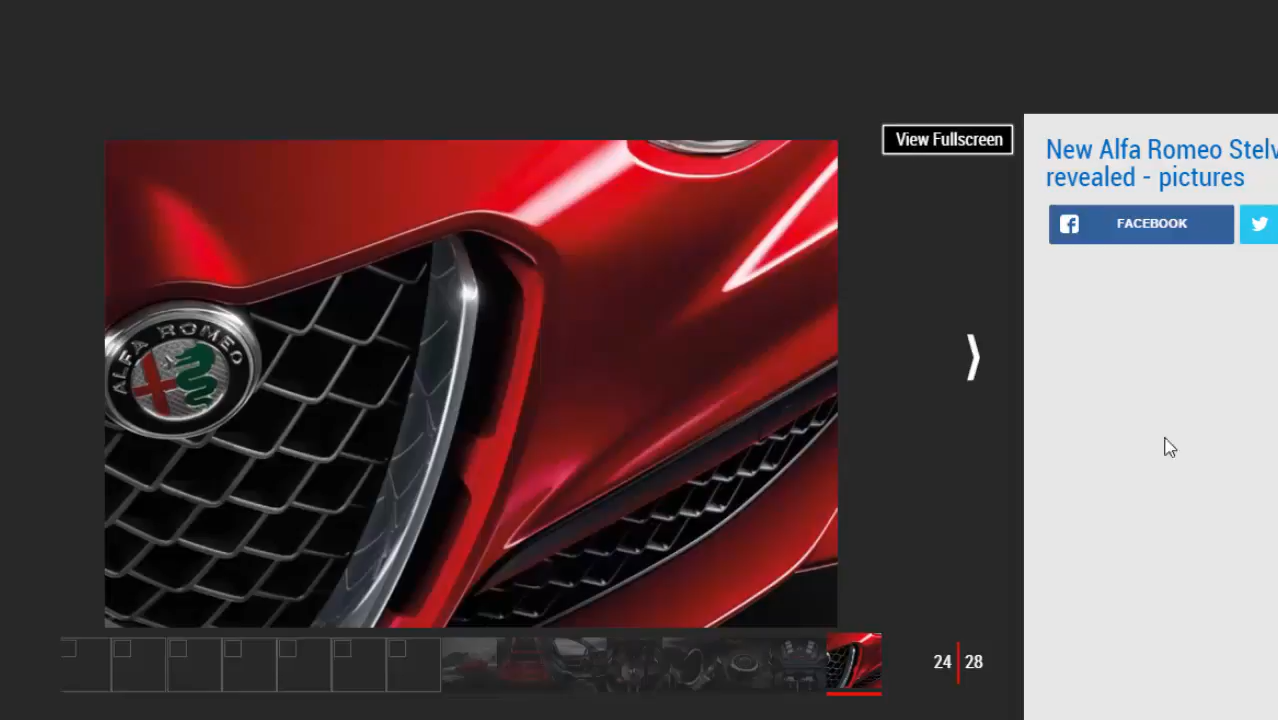 View Fullscreen
New Alfa Romeo Stelv
revealed - pictures
FACEBOOK
ALFA ROMEO
24 28